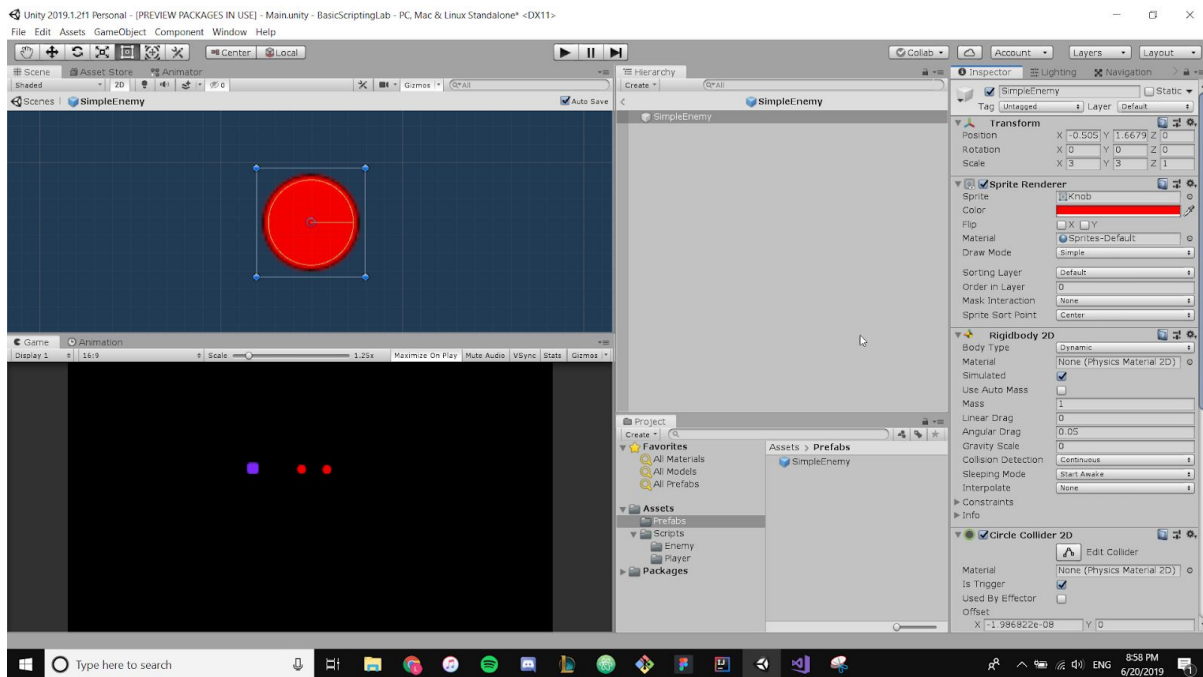 Unity 2019.1.2f1 Personal - [PREVIEW PACKAGES IN USE] - Main.unity - BasicScriptingLab - PC, Mac & Linux Standalone* <DX11>
File Edit Assets GameObject Component Window Help
Center Local Collab Account Layers Layout
Scene Asset Store Animator
Shaded 2D 0 Gizmos All
Scenes SimpleEnemy Auto Save
Game Animation
Display 1 16:9 Scale 1.25x Maximize On Play Mute Audio VSync Stats Gizmos
Hierarchy
Create All
SimpleEnemy
SimpleEnemy
Project
Create
Favorites
All Materials
All Models
All Prefabs
Assets
Prefabs
Scripts
Enemy
Player
Packages
Assets > Prefabs
SimpleEnemy
Inspector Lighting Navigation
SimpleEnemy Static
Tag Untagged Layer Default
Transform
Position X -0.505 Y 1.6679 Z 0
Rotation X 0 Y 0 Z 0
Scale X 3 Y 3 Z 1
Sprite Renderer
Sprite Knob
Color
Flip X Y
Material Sprites-Default
Draw Mode Simple
Sorting Layer Default
Order in Layer 0
Mask Interaction None
Sprite Sort Point Center
Rigidbody 2D
Body Type Dynamic
Material None (Physics Material 2D)
Simulated
Use Auto Mass
Mass 1
Linear Drag 0
Angular Drag 0.05
Gravity Scale 0
Collision Detection Continuous
Sleeping Mode Start Awake
Interpolate None
Constraints
Info
Circle Collider 2D
Edit Collider
Material None (Physics Material 2D)
Is Trigger
Used By Effector
Offset
X -1.986822e-08 Y 0
Type here to search
ENG
8:58 PM
6/20/2019